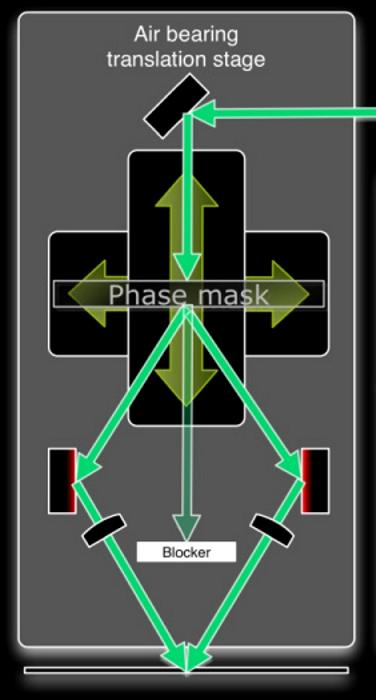 Air bearing
translation stage
Phase mask
Blocker